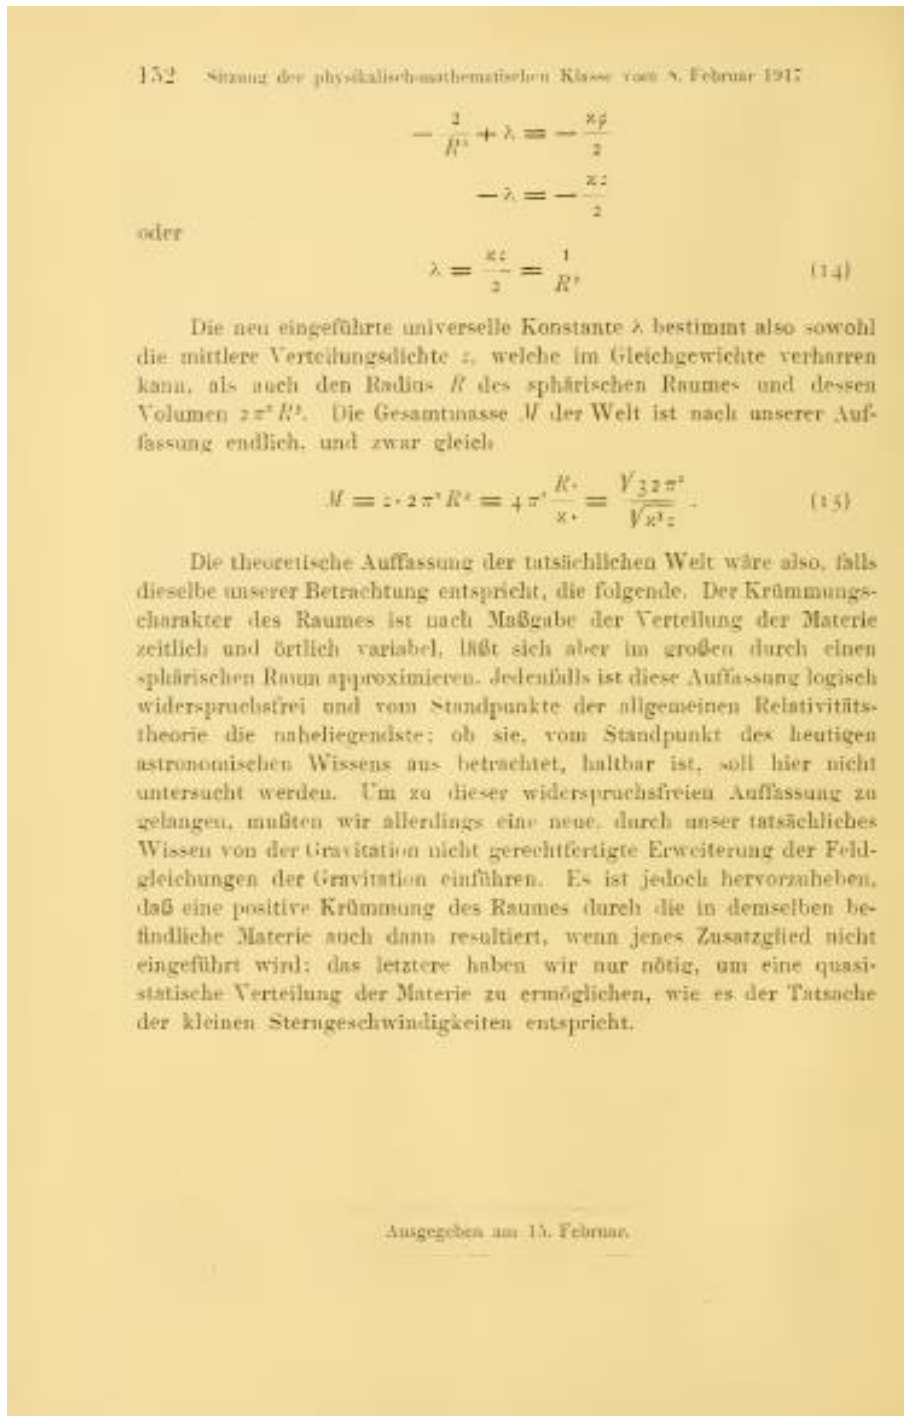 152 Sitzung der physikalisch-mathematischen Klasse vom 8. Februar 1917
− 2/R² + λ = − κρ/2
− λ = − κρ/2
oder
λ = κρ/2 = 1/R² (14)
Die neu eingeführte universelle Konstante λ bestimmt also sowohl
die mittlere Verteilungsdichte ρ, welche im Gleichgewichte verharren
kann, als auch den Radius R des sphärischen Raumes und dessen
Volumen 2π²R³. Die Gesamtmasse M der Welt ist nach unserer Auf-
fassung endlich, und zwar gleich
M = ρ · 2π²R³ = 4π² R/κ = √32π²/√κ³ρ . (15)
Die theoretische Auffassung der tatsächlichen Welt wäre also, falls
dieselbe unserer Betrachtung entspricht, die folgende. Der Krümmungs-
charakter des Raumes ist nach Maßgabe der Verteilung der Materie
zeitlich und örtlich variabel, läßt sich aber im großen durch einen
sphärischen Raum approximieren. Jedenfalls ist diese Auffassung logisch
widerspruchsfrei und vom Standpunkte der allgemeinen Relativitäts-
theorie die naheliegendste; ob sie, vom Standpunkt des heutigen
astronomischen Wissens aus betrachtet, haltbar ist, soll hier nicht
untersucht werden. Um zu dieser widerspruchsfreien Auffassung zu
gelangen, mußten wir allerdings eine neue, durch unser tatsächliches
Wissen von der Gravitation nicht gerechtfertigte Erweiterung der Feld-
gleichungen der Gravitation einführen. Es ist jedoch hervorzuheben,
daß eine positive Krümmung des Raumes durch die in demselben be-
findliche Materie auch dann resultiert, wenn jenes Zusatzglied nicht
eingeführt wird; das letztere haben wir nur nötig, um eine quasi-
statische Verteilung der Materie zu ermöglichen, wie es der Tatsache
der kleinen Sterngeschwindigkeiten entspricht.
Ausgegeben am 15. Februar.